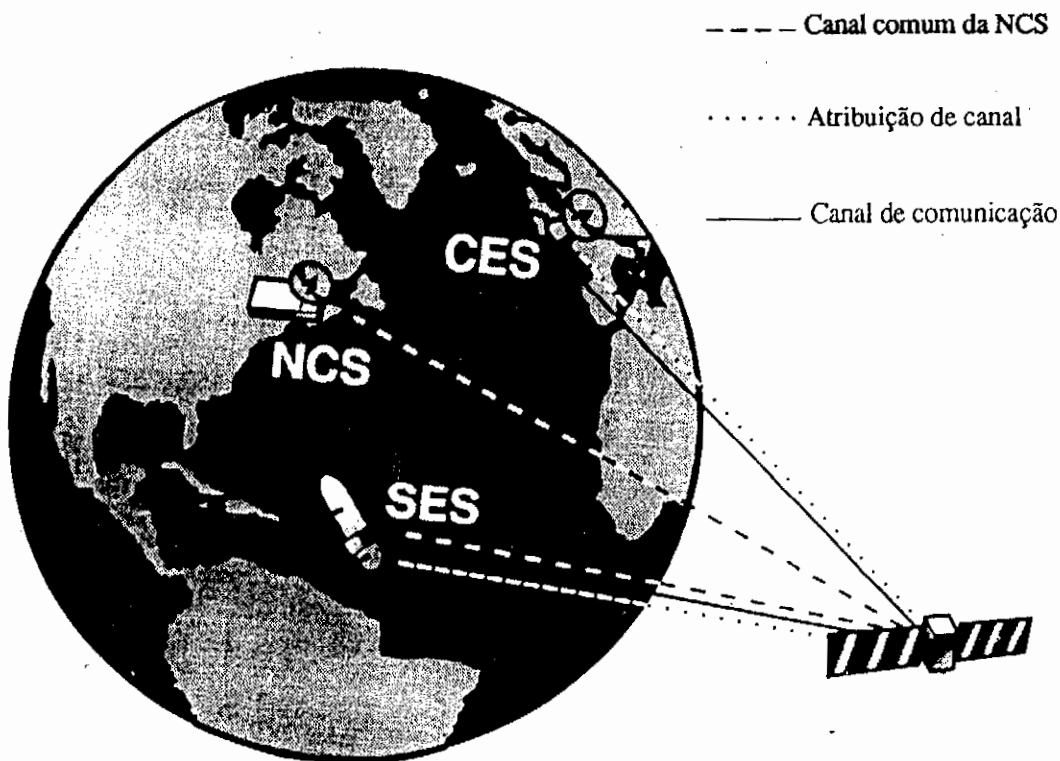 Canal comum da NCS
Atribuição de canal
Canal de comunicação
CES
NCS
SES